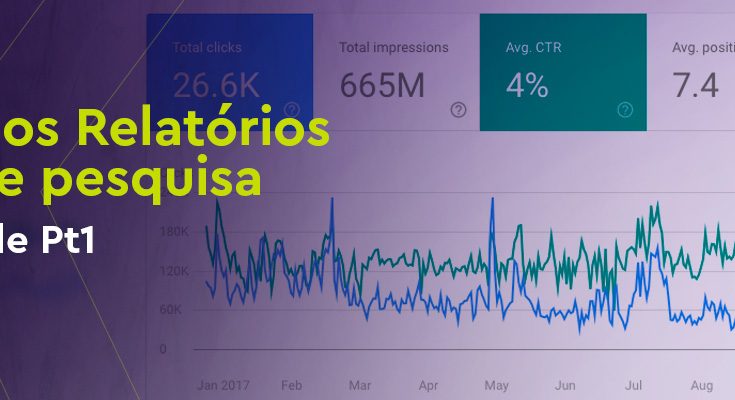 Total clicks
Total impressions
Avg. CTR
Avg. positi
26.6K
665M
4%
7.4
os Relatórios
e pesquisa
le Pt1
180K
120K
60K
0
Jan 2017
Feb
Mar
Apr
May
Jun
Jul
Aug